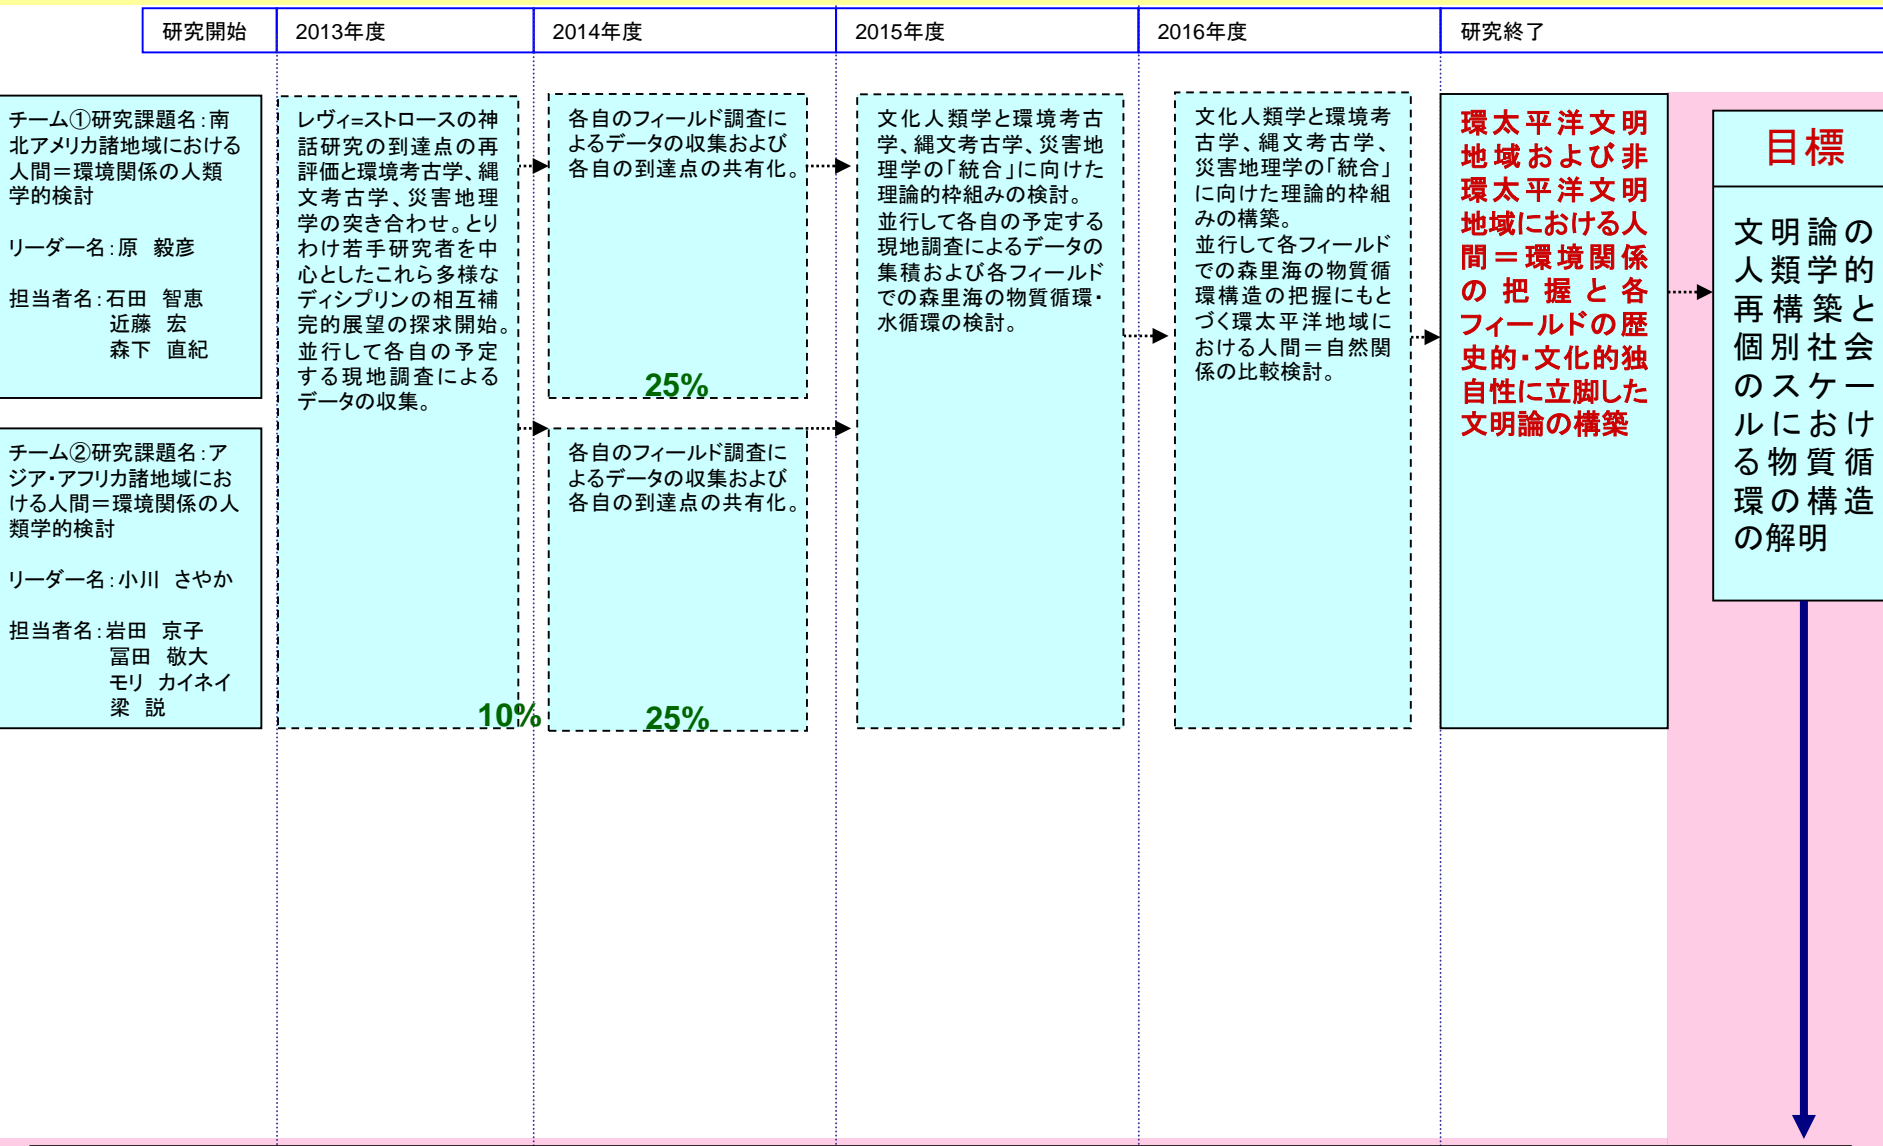 研究開始
2013年度
2014年度
2015年度
2016年度
研究終了
チーム①研究課題名:南
北アメリカ諸地域における
人間=環境関係の人類
学的検討
リーダー名:原 毅彦
担当者名:石田 智恵
近藤 宏
森下 直紀
チーム②研究課題名:ア
ジア・アフリカ諸地域にお
ける人間=環境関係の人
類学的検討
リーダー名:小川 さやか
担当者名:岩田 京子
冨田 敬大
モリ カイネイ
梁 説
レヴィ=ストロースの神
話研究の到達点の再
評価と環境考古学、縄
文考古学、災害地理
学の突き合わせ。とり
わけ若手研究者を中
心としたこれら多様な
ディシプリンの相互補
完的展望の探求開始。
並行して各自の予定
する現地調査による
データの収集。
10%
各自のフィールド調査に
よるデータの収集および
各自の到達点の共有化。
25%
各自のフィールド調査に
よるデータの収集および
各自の到達点の共有化。
25%
文化人類学と環境考古
学、縄文考古学、災害地
理学の「統合」に向けた
理論的枠組みの検討。
並行して各自の予定する
現地調査によるデータの
集積および各フィールド
での森里海の物質循環・
水循環の検討。
文化人類学と環境考
古学、縄文考古学、
災害地理学の「統合」
に向けた理論的枠組
みの構築。
並行して各フィールド
での森里海の物質循
環構造の把握にもと
づく環太平洋地域に
おける人間=自然関
係の比較検討。
環太平洋文明
地域および非
環太平洋文明
地域における人
間=環境関係
の把握と各
フィールドの歴
史的・文化的独
自性に立脚した
文明論の構築
目標
文明論の
人類学的
再構築と
個別社会
のスケー
ルにおけ
る物質循
環の構造
の解明